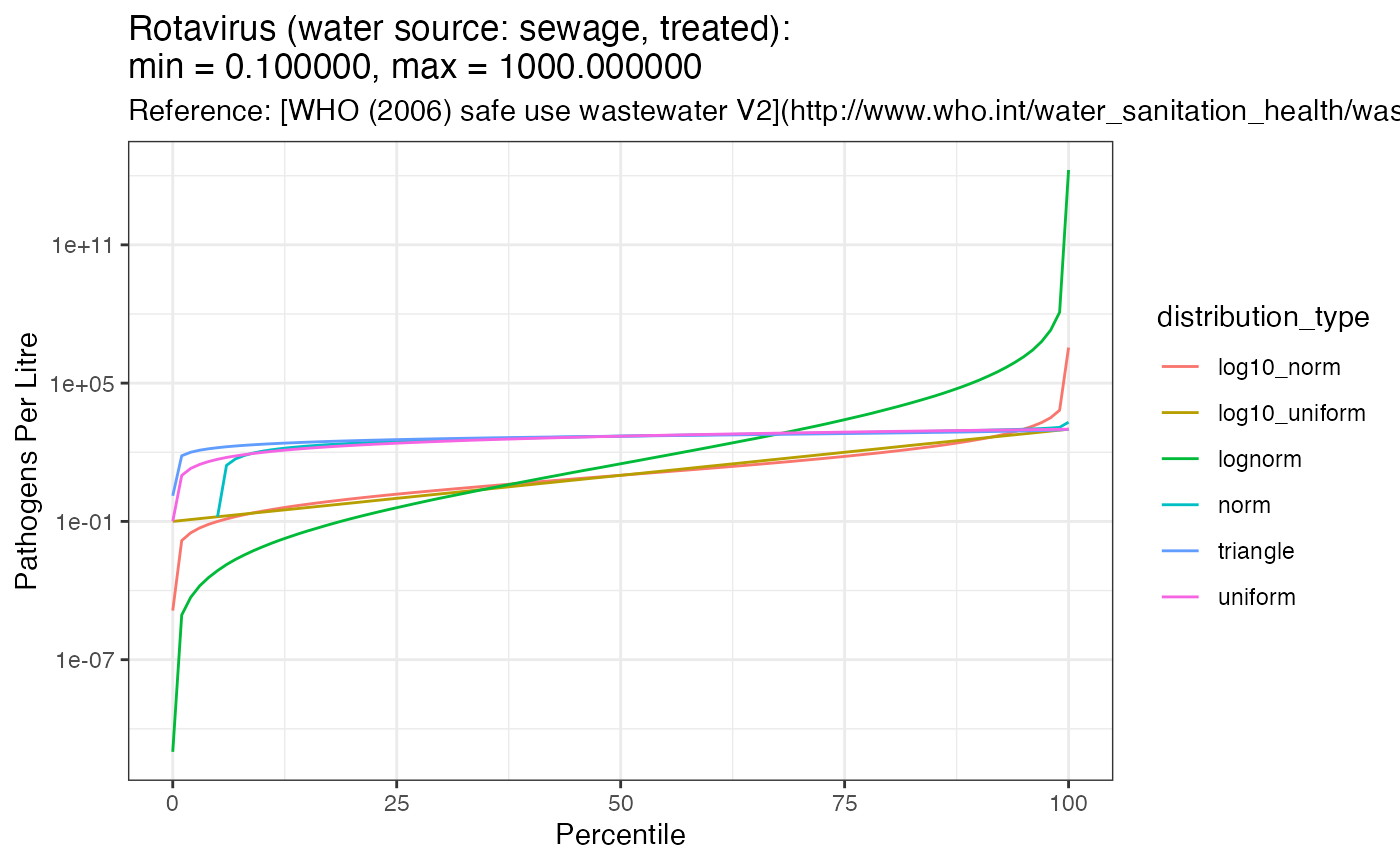 Rotavirus (water source: sewage, treated):
min = 0.100000, max = 1000.000000
Reference: [WHO (2006) safe use wastewater V2](http://www.who.int/water_sanitation_health/was
1e+11
1e+05
1e-01
1e-07
Pathogens Per Litre
0 25 50 75 100
Percentile
distribution_type
log10_norm
log10_uniform
lognorm
norm
triangle
uniform